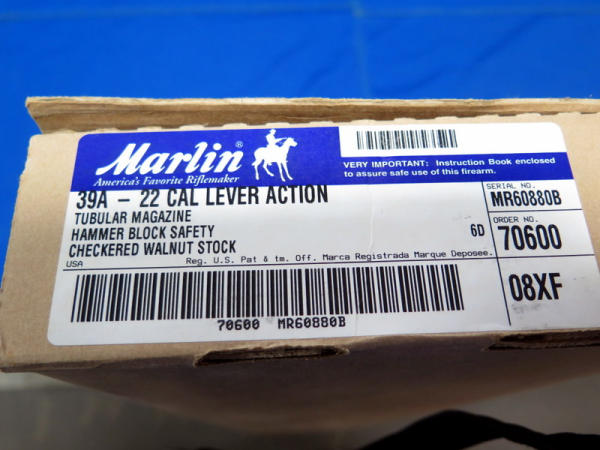 Marlin®
America's Favorite Riflemaker
VERY IMPORTANT: Instruction Book enclosed
to assure safe use of this firearm.
39A - 22 CAL LEVER ACTION
TUBULAR MAGAZINE
HAMMER BLOCK SAFETY 6D
CHECKERED WALNUT STOCK
USA Reg. U.S. Pat & tm. Off. Marca Registrada Marque Deposee.
SERIAL NO.
MR60880B
ORDER NO.
70600
08XF
70600 MR60880B